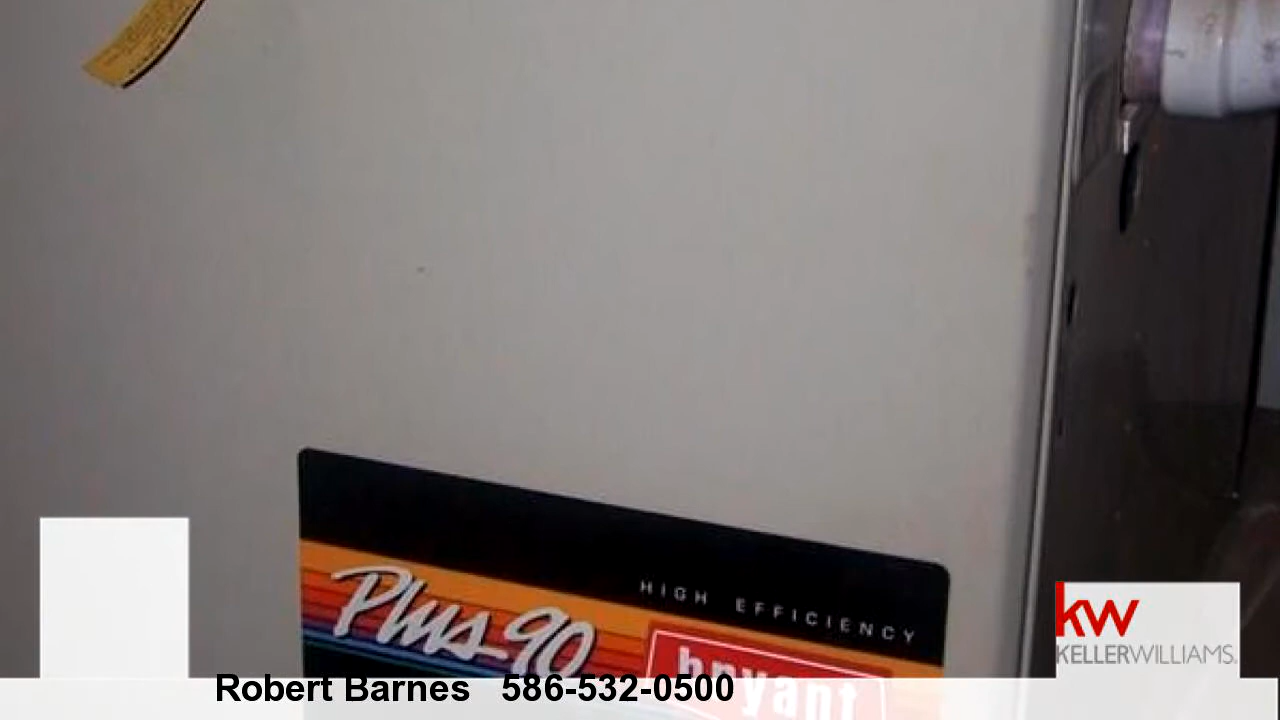 HIGH EFFICIENCY
Plus 90
bryant
kw
KELLERWILLIAMS.
Robert Barnes 586-532-0500